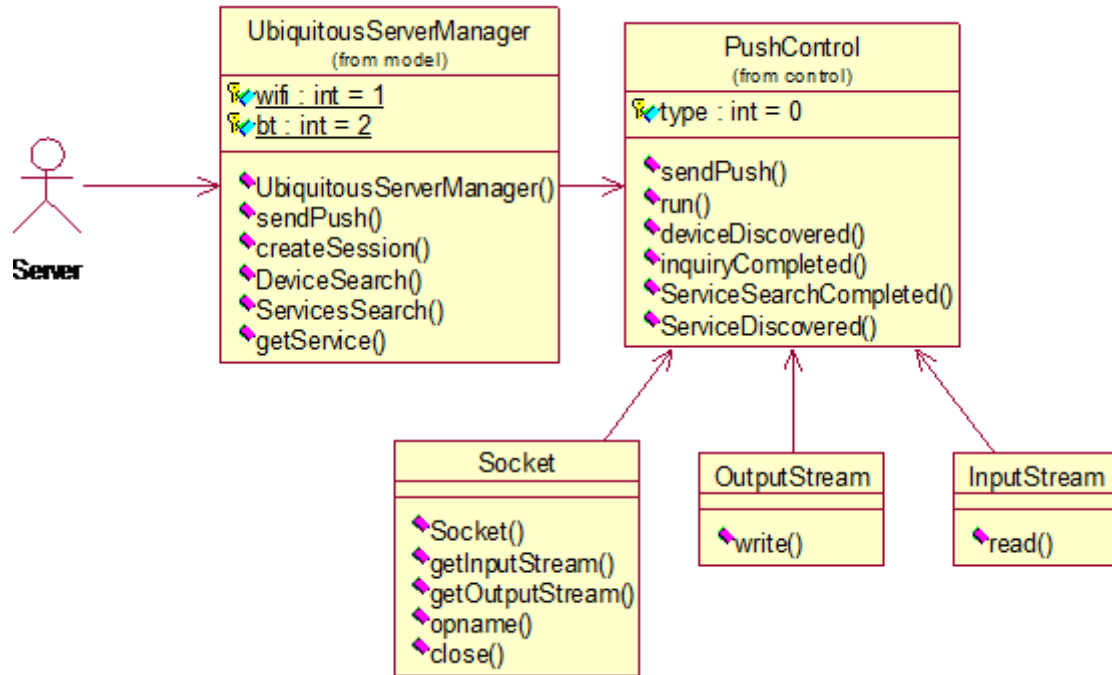 UbiquitousServerManager
(from model)
wifi : int = 1
bt : int = 2
UbiquitousServerManager()
sendPush()
createSession()
DeviceSearch()
ServicesSearch()
getService()
PushControl
(from control)
type : int = 0
sendPush()
run()
deviceDiscovered()
inquiryCompleted()
ServiceSearchCompleted()
ServiceDiscovered()
Server
Socket
Socket()
getInputStream()
getOutputStream()
opname()
close()
OutputStream
write()
InputStream
read()